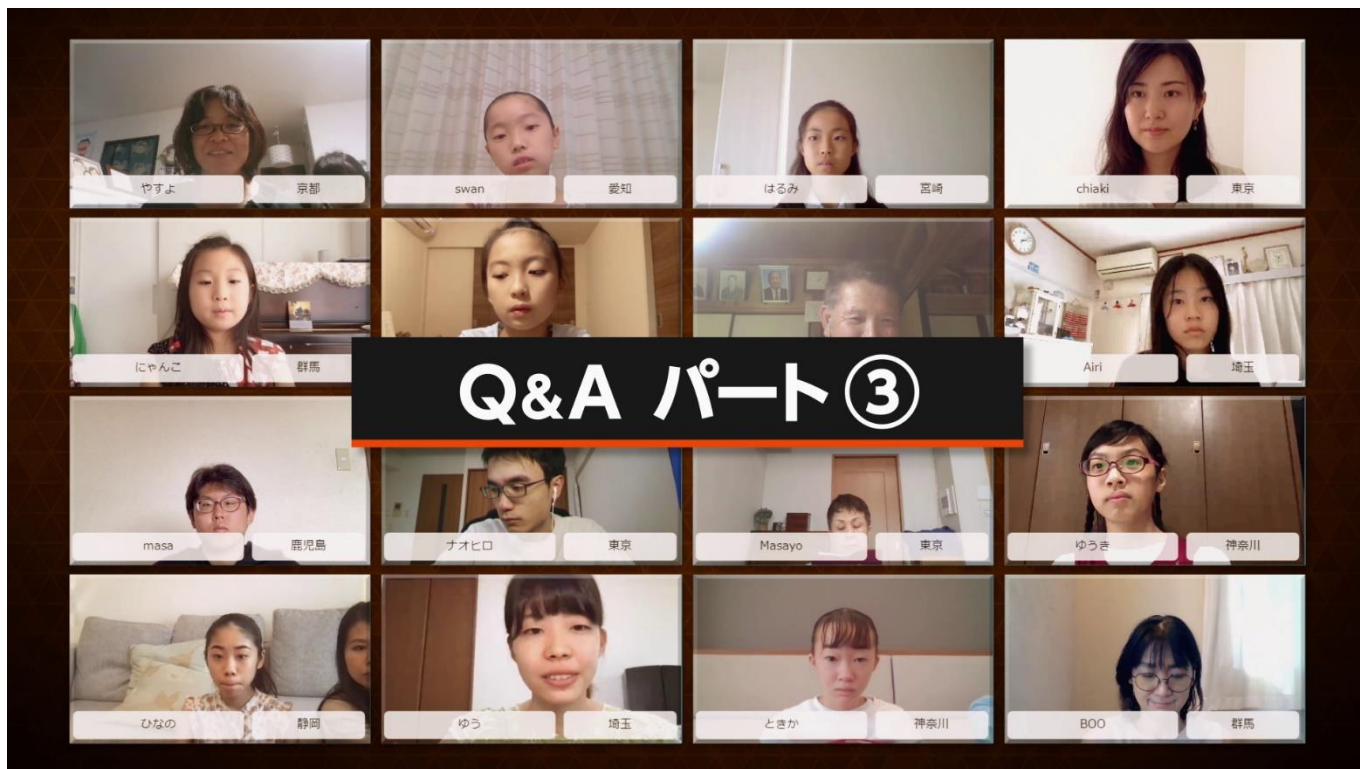 やすよ 京都
swan 愛知
はるみ 宮崎
chiaki 東京
にゃんこ 群馬
Airi 埼玉
Q&A パート③
masa 鹿児島
ナオヒロ 東京
Masayo 東京
ゆうき 神奈川
ひなの 静岡
ゆう 埼玉
ときか 神奈川
BOO 群馬